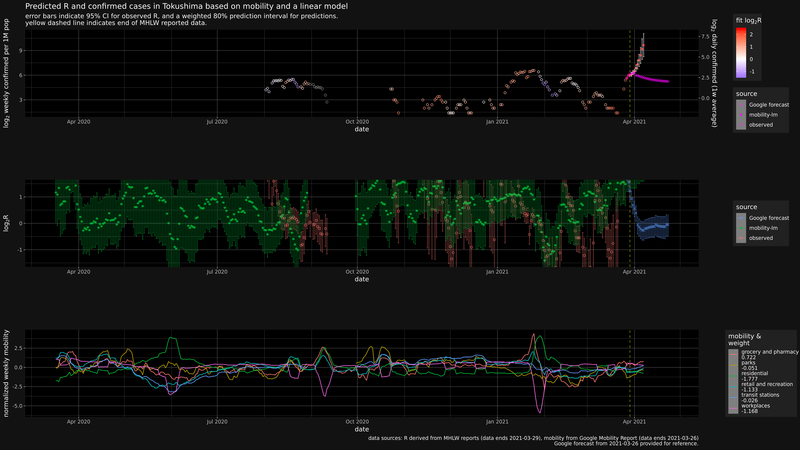 Predicted R and confirmed cases in Tokushima based on mobility and a linear model
error bars indicate 95% CI for observed R, and a weighted 80% prediction interval for predictions.
yellow dashed line indicates end of MHLW reported data.
log2 weekly confirmed per 1M pop
9
6
3
7.5
5.0
2.5
0.0
log2 daily confirmed (1w average)
Apr 2020
Jul 2020
Oct 2020
Jan 2021
Apr 2021
date
fit log2R
2
1
0
-1
source
Google forecast
mobility-lm
observed
log2R
1
0
-1
Apr 2020
Jul 2020
Oct 2020
Jan 2021
Apr 2021
date
source
Google forecast
mobility-lm
observed
normalized weekly mobility
2.5
0.0
-2.5
-5.0
Apr 2020
Jul 2020
Oct 2020
Jan 2021
Apr 2021
date
mobility &
weight
grocery and pharmacy
0.722
parks
-0.051
residential
-1.777
retail and recreation
-1.133
transit stations
-0.026
workplaces
-1.168
data sources: R derived from MHLW reports (data ends 2021-03-29), mobility from Google Mobility Report (data ends 2021-03-26)
Google forecast from 2021-03-26 provided for reference.